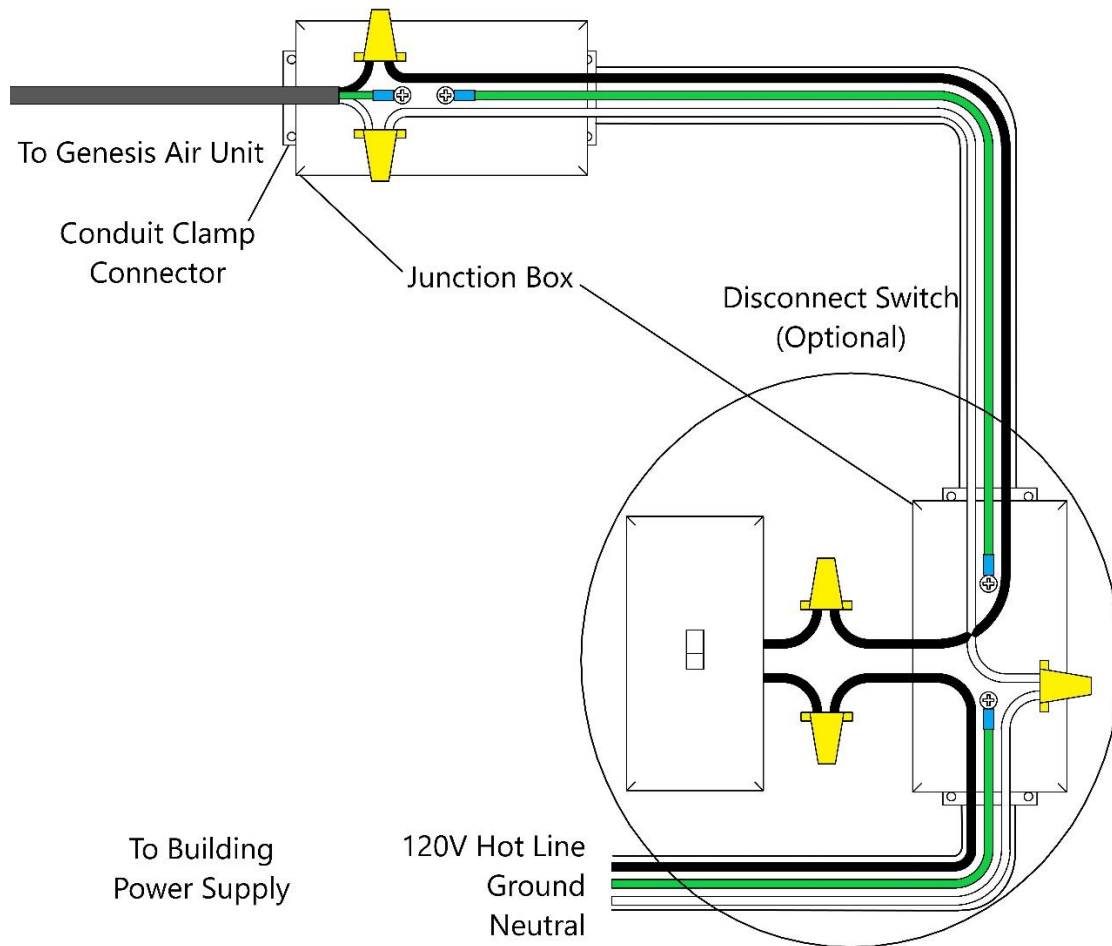 To Genesis Air Unit
Conduit Clamp
Connector
Junction Box
Disconnect Switch
(Optional)
To Building
Power Supply
120V Hot Line
Ground
Neutral